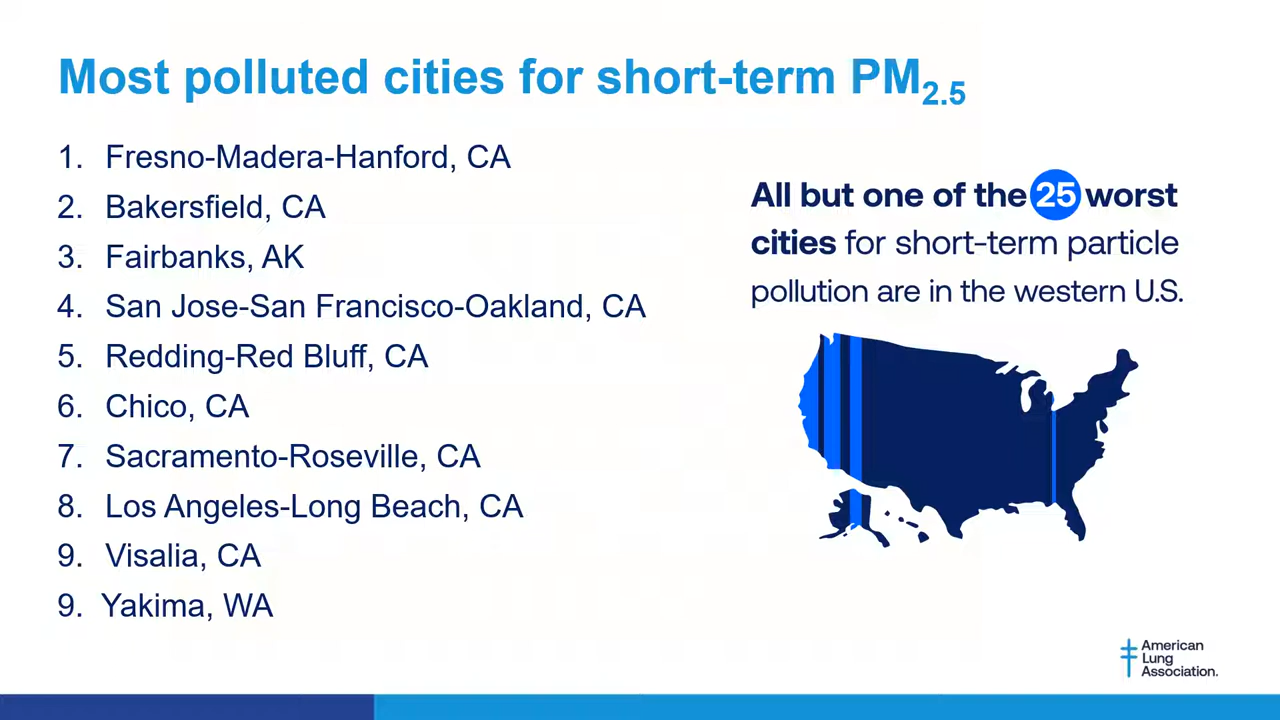 Most polluted cities for short-term PM2.5
1. Fresno-Madera-Hanford, CA
2. Bakersfield, CA
3. Fairbanks, AK
4. San Jose-San Francisco-Oakland, CA
5. Redding-Red Bluff, CA
6. Chico, CA
7. Sacramento-Roseville, CA
8. Los Angeles-Long Beach, CA
9. Visalia, CA
9. Yakima, WA
All but one of the 25 worst
cities for short-term particle
pollution are in the western U.S.
American
Lung
Association.